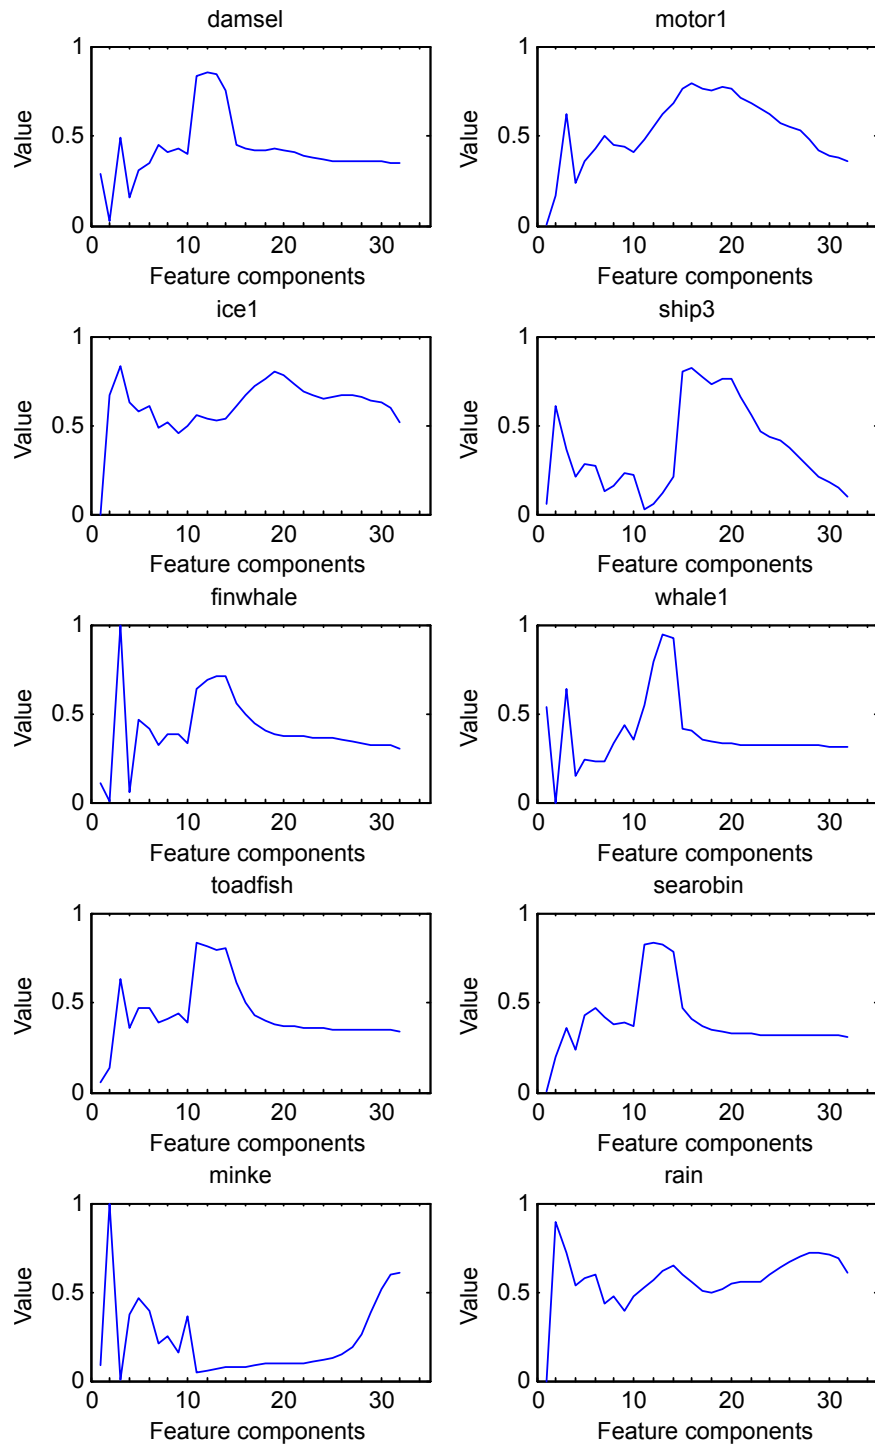 damsel
1
Value
0.5
0
0 10 20 30
Feature components
motor1
1
Value
0.5
0
0 10 20 30
Feature components
ice1
1
Value
0.5
0
0 10 20 30
Feature components
ship3
1
Value
0.5
0
0 10 20 30
Feature components
finwhale
1
Value
0.5
0
0 10 20 30
Feature components
whale1
1
Value
0.5
0
0 10 20 30
Feature components
toadfish
1
Value
0.5
0
0 10 20 30
Feature components
searobin
1
Value
0.5
0
0 10 20 30
Feature components
minke
1
Value
0.5
0
0 10 20 30
Feature components
rain
1
Value
0.5
0
0 10 20 30
Feature components